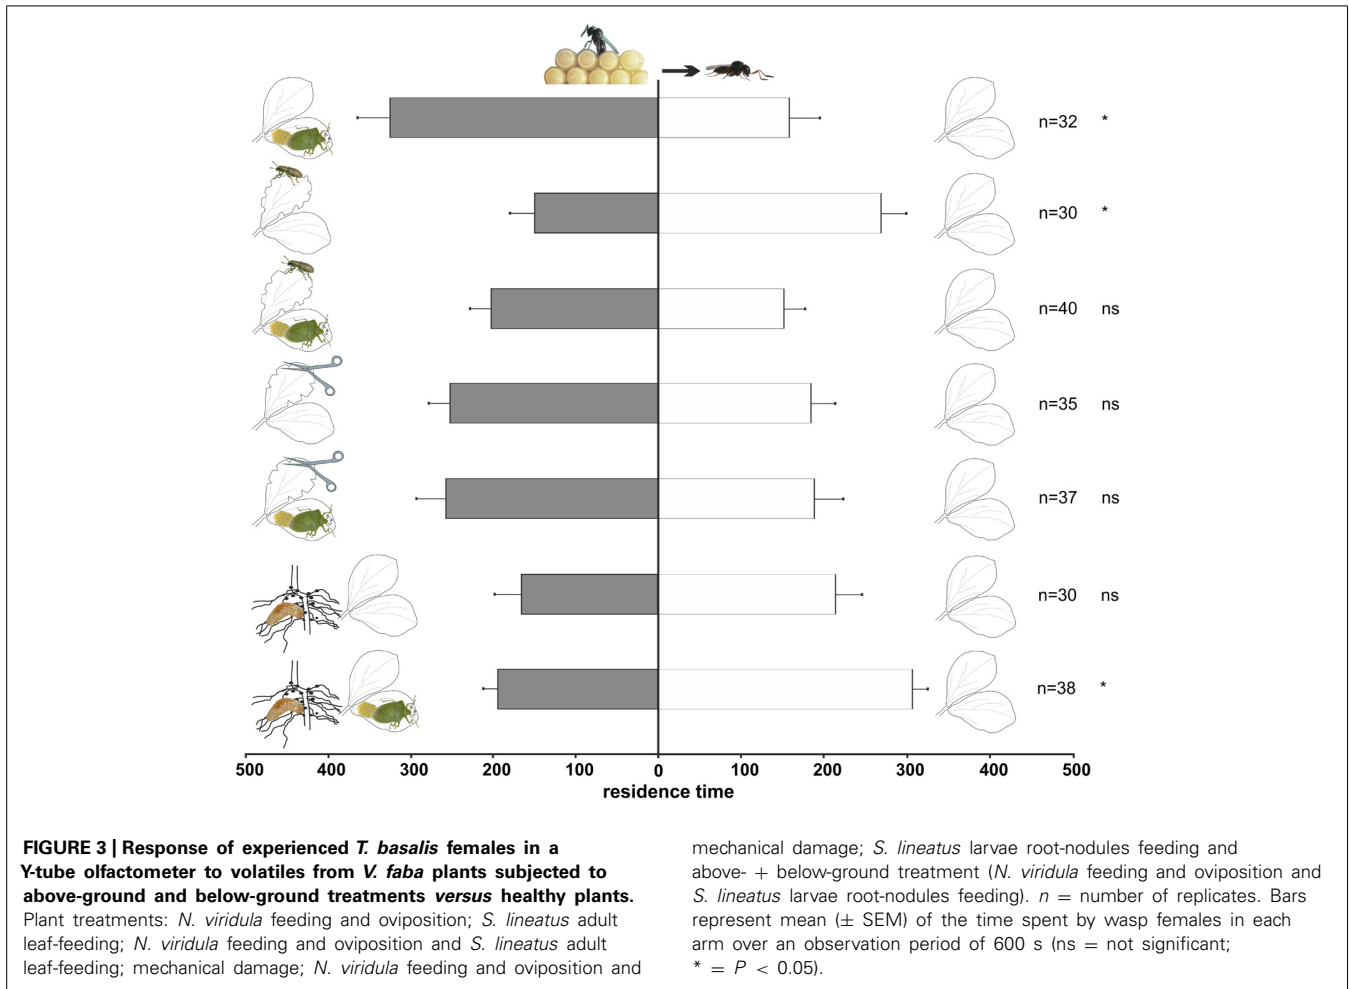 n=32 *
n=30 *
n=40 ns
n=35 ns
n=37 ns
n=30 ns
n=38 *
500 400 300 200 100 0 100 200 300 400 500
residence time
FIGURE 3 | Response of experienced T. basalis females in a
Y-tube olfactometer to volatiles from V. faba plants subjected to
above-ground and below-ground treatments versus healthy plants.
Plant treatments: N. viridula feeding and oviposition; S. lineatus adult
leaf-feeding; N. viridula feeding and oviposition and S. lineatus adult
leaf-feeding; mechanical damage; N. viridula feeding and oviposition and
mechanical damage; S. lineatus larvae root-nodules feeding and
above- + below-ground treatment (N. viridula feeding and oviposition and
S. lineatus larvae root-nodules feeding). n = number of replicates. Bars
represent mean (± SEM) of the time spent by wasp females in each
arm over an observation period of 600 s (ns = not significant;
* = P < 0.05).